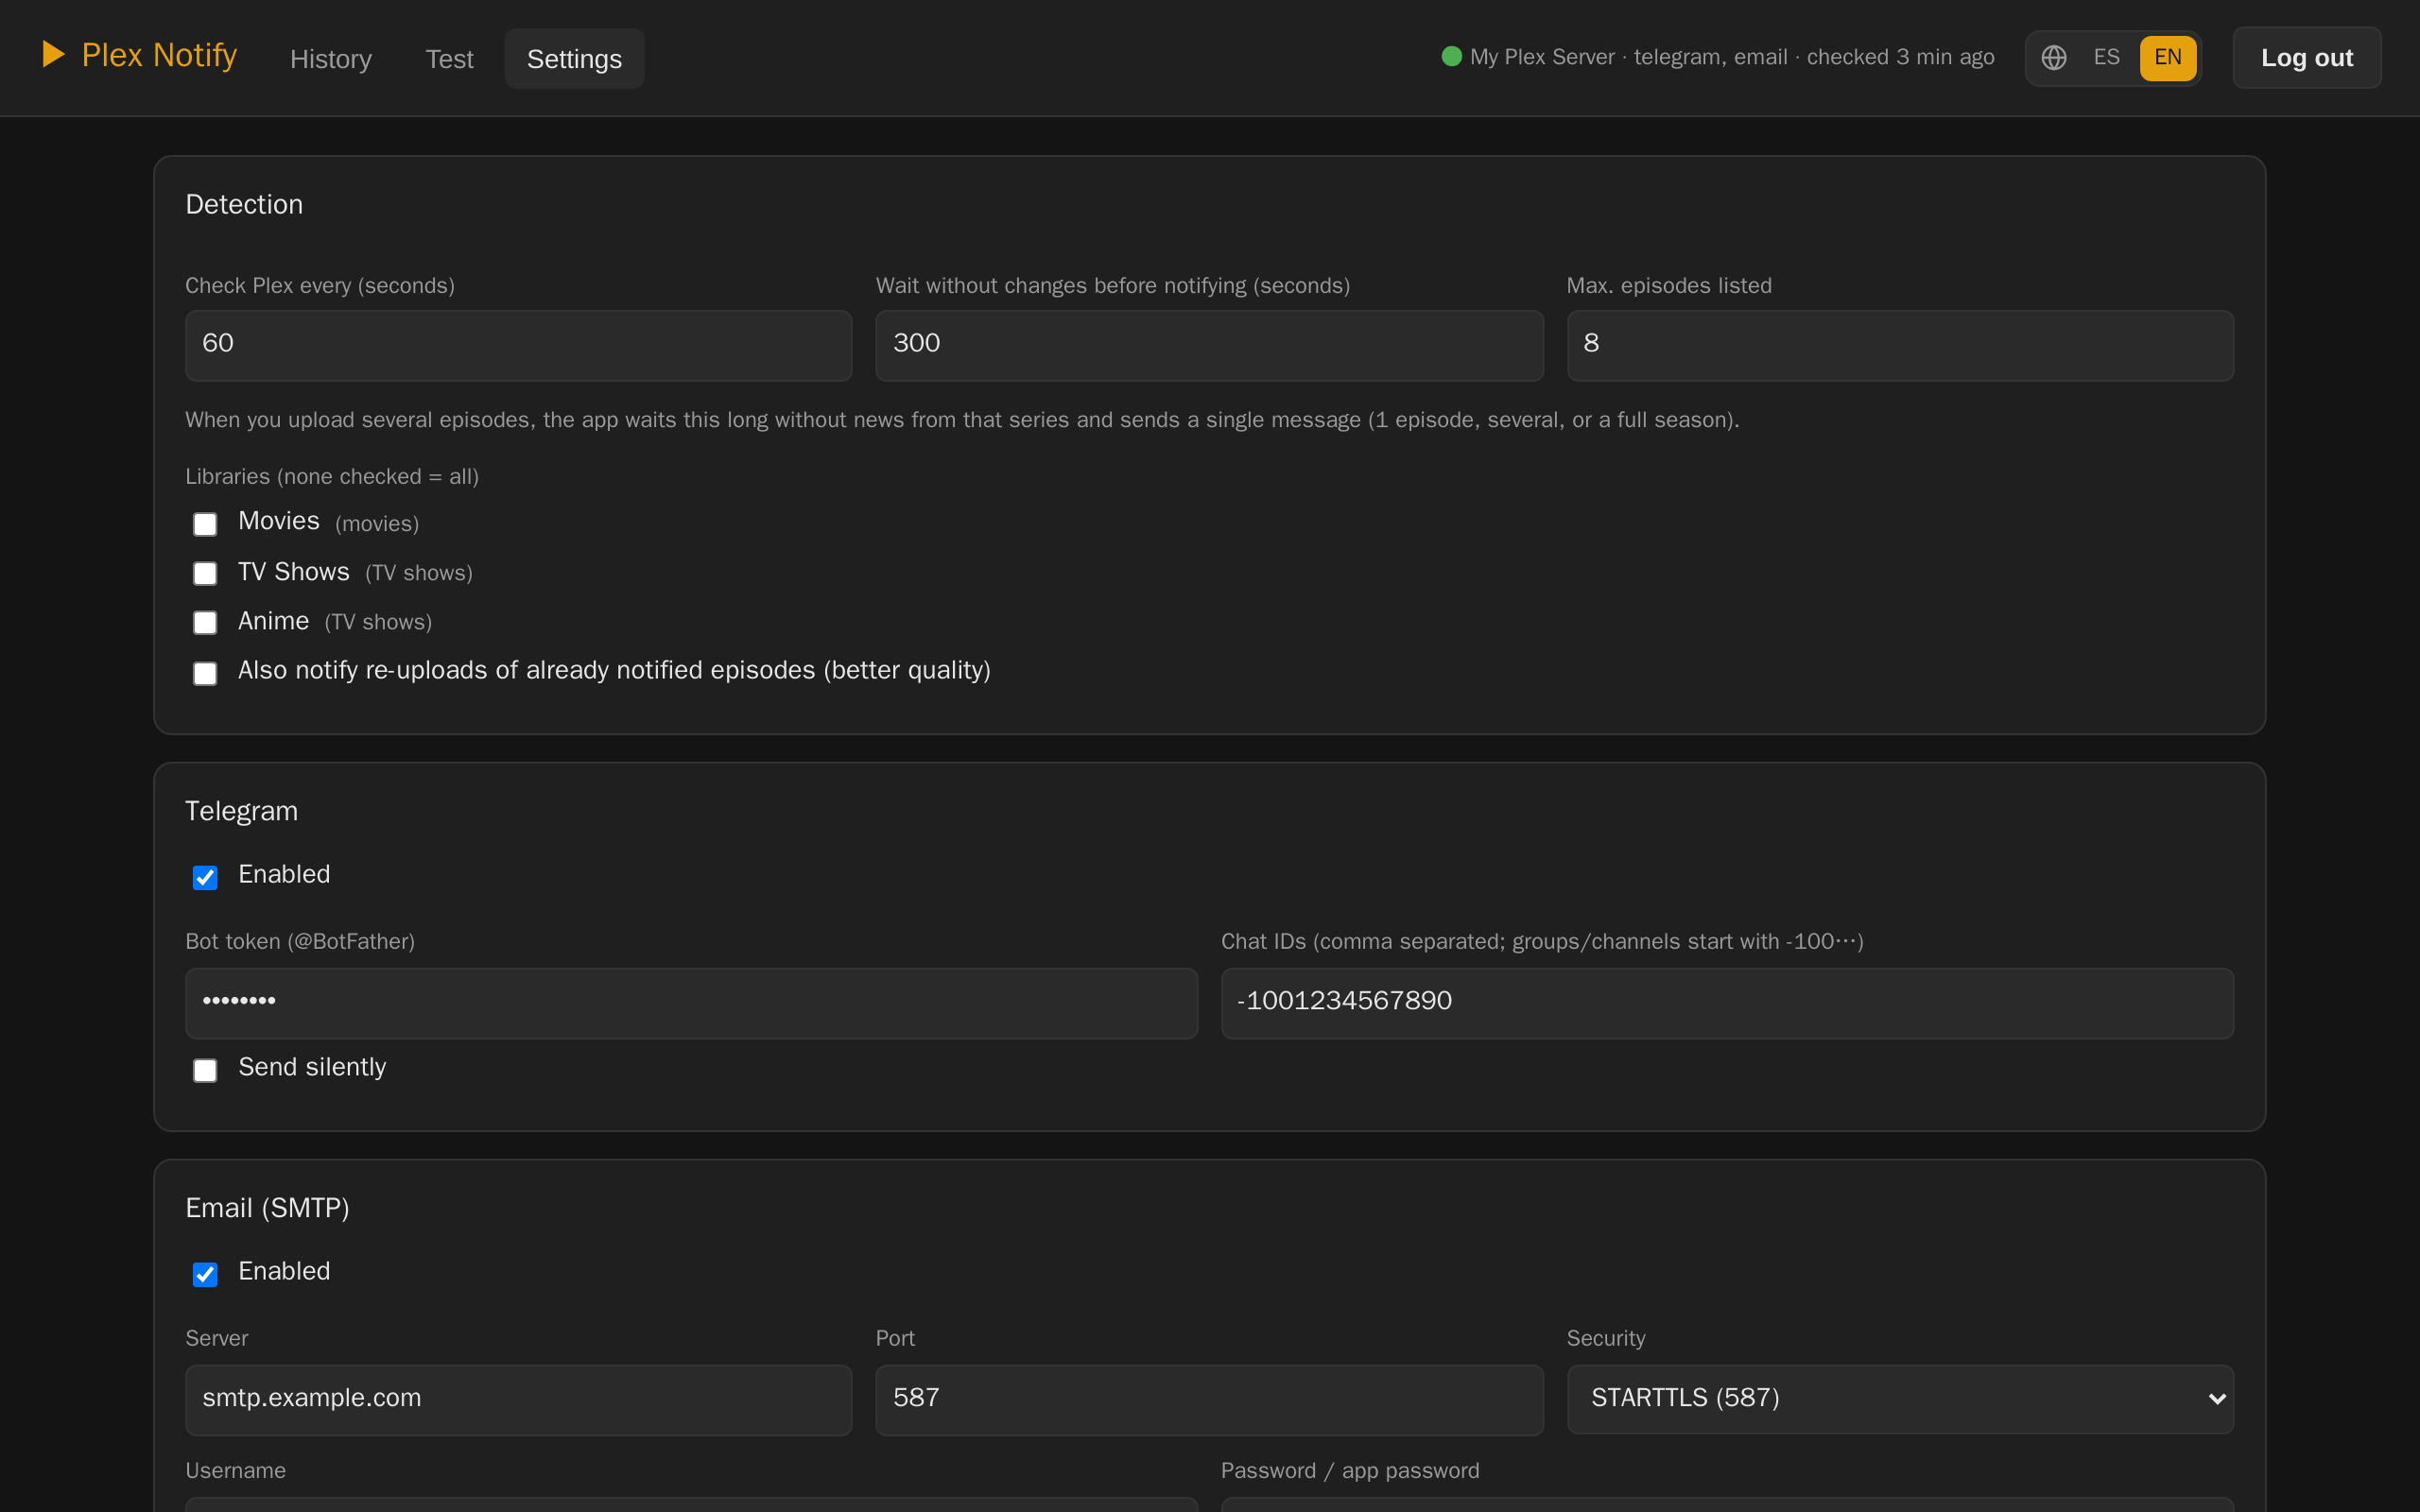 Plex Notify
History
Test
Settings
My Plex Server · telegram, email · checked 3 min ago
ES
EN
Log out
Detection
Check Plex every (seconds)
Wait without changes before notifying (seconds)
Max. episodes listed
60
300
8
When you upload several episodes, the app waits this long without news from that series and sends a single message (1 episode, several, or a full season).
Libraries (none checked = all)
Movies (movies)
TV Shows (TV shows)
Anime (TV shows)
Also notify re-uploads of already notified episodes (better quality)
Telegram
Enabled
Bot token (@BotFather)
Chat IDs (comma separated; groups/channels start with -100…)
••••••••
-1001234567890
Send silently
Email (SMTP)
Enabled
Server
Port
Security
smtp.example.com
587
STARTTLS (587)
Username
Password / app password